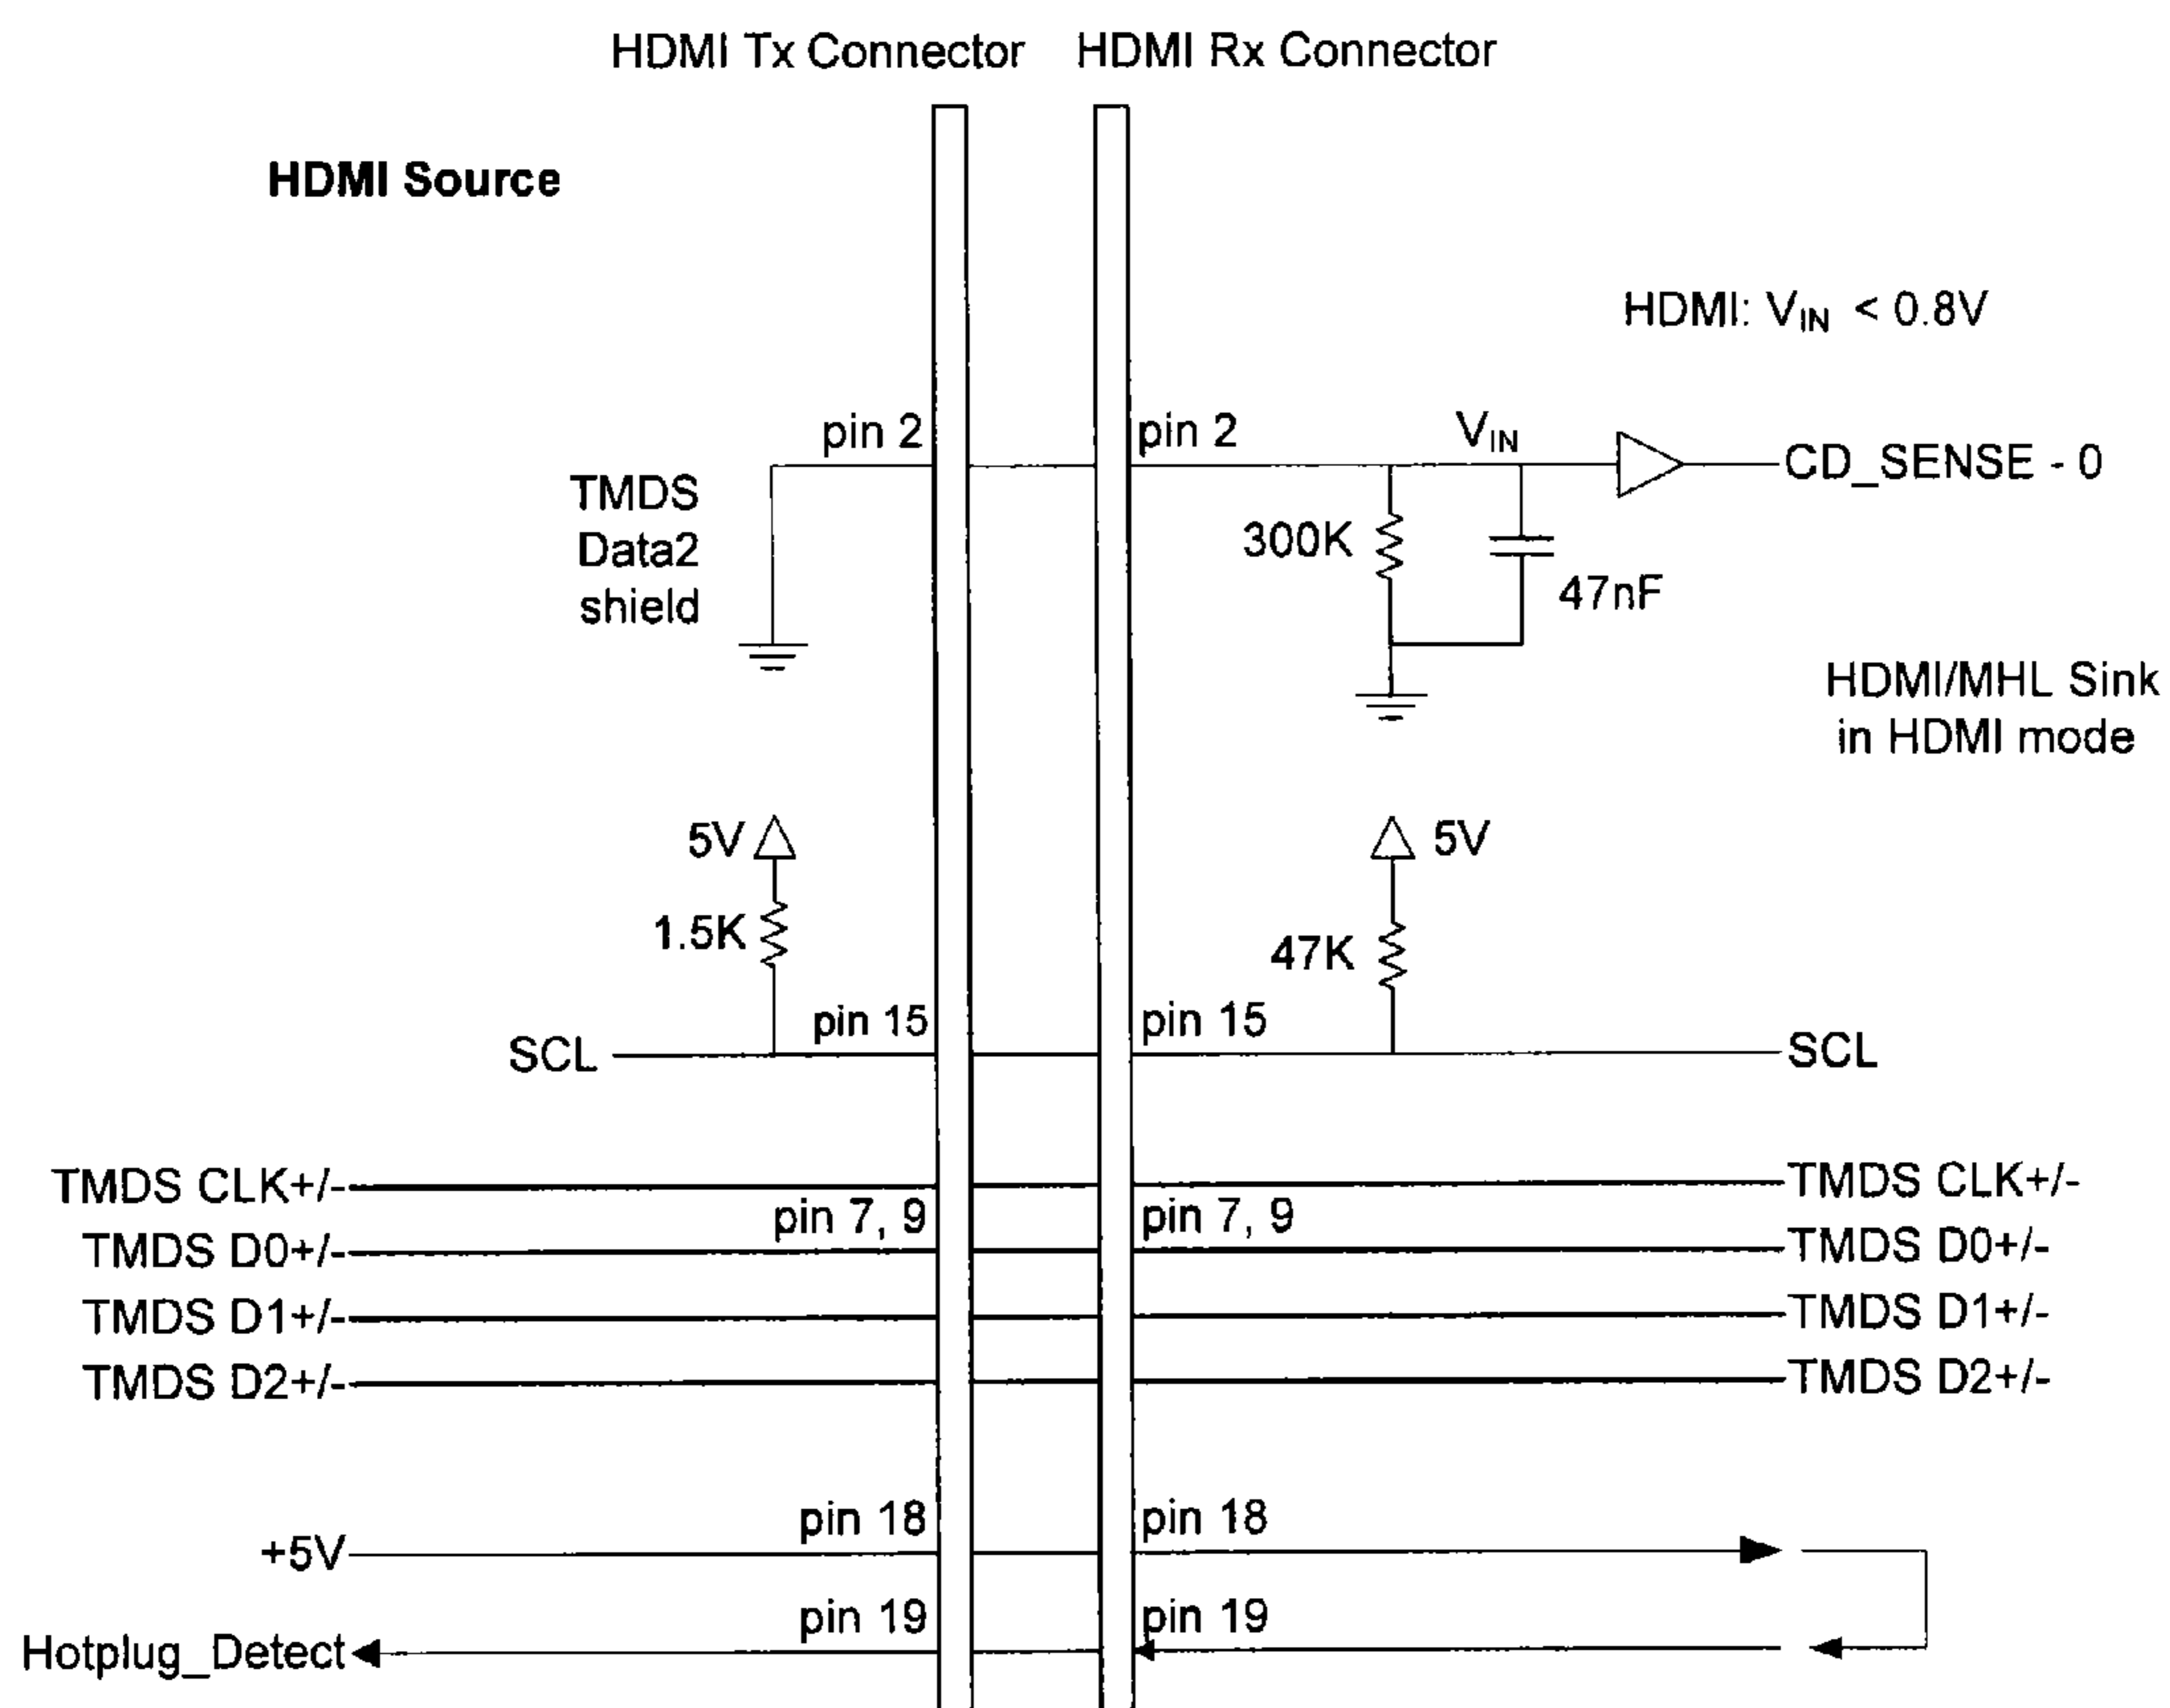 HDMI Tx Connector HDMI Rx Connector
HDMI Source
HDMI: VIN < 0.8V
pin 2 pin 2 VIN
CD_SENSE - 0
TMDS
Data2
shield
300K
47nF
HDMI/MHL Sink
in HDMI mode
5V 5V
1.5K 47K
pin 15 pin 15
SCL SCL
TMDS CLK+/- TMDS CLK+/-
pin 7, 9 pin 7, 9
TMDS D0+/- TMDS D0+/-
TMDS D1+/- TMDS D1+/-
TMDS D2+/- TMDS D2+/-
pin 18 pin 18
+5V
pin 19 pin 19
Hotplug_Detect